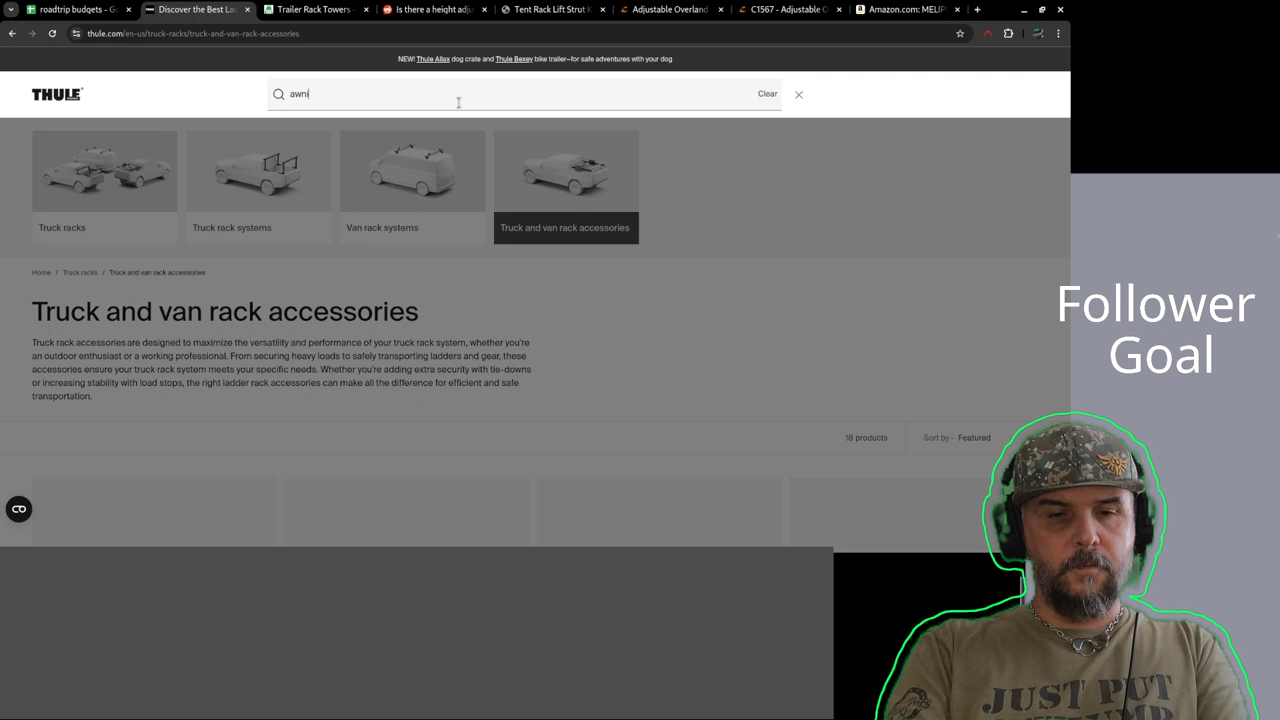 roadtrip budgets - G
Discover the Best La
Trailer Rack Towers -
Is there a height adju
Tent Rack Lift Strut K
Adjustable Overland
C1567 - Adjustable O
Amazon.com: MELIP
thule.com/en-us/truck-racks/truck-and-van-rack-accessories
NEW! Thule Allax dog crate and Thule Bexey bike trailer—for safe adventures with your dog
THULE
awni
Clear
Truck racks
Truck rack systems
Van rack systems
Truck and van rack accessories
Home / Truck racks / Truck and van rack accessories
Truck and van rack accessories
Truck rack accessories are designed to maximize the versatility and performance of your truck rack system, whether you're
an outdoor enthusiast or a working professional. From securing heavy loads to safely transporting ladders and gear, these
accessories ensure your truck rack system meets your specific needs. Whether you're adding extra security with tie-downs
or increasing stability with load stops, the right ladder rack accessories can make all the difference for efficient and safe
transportation.
18 products
Sort by - Featured
Follower
Goal
JUST PUT